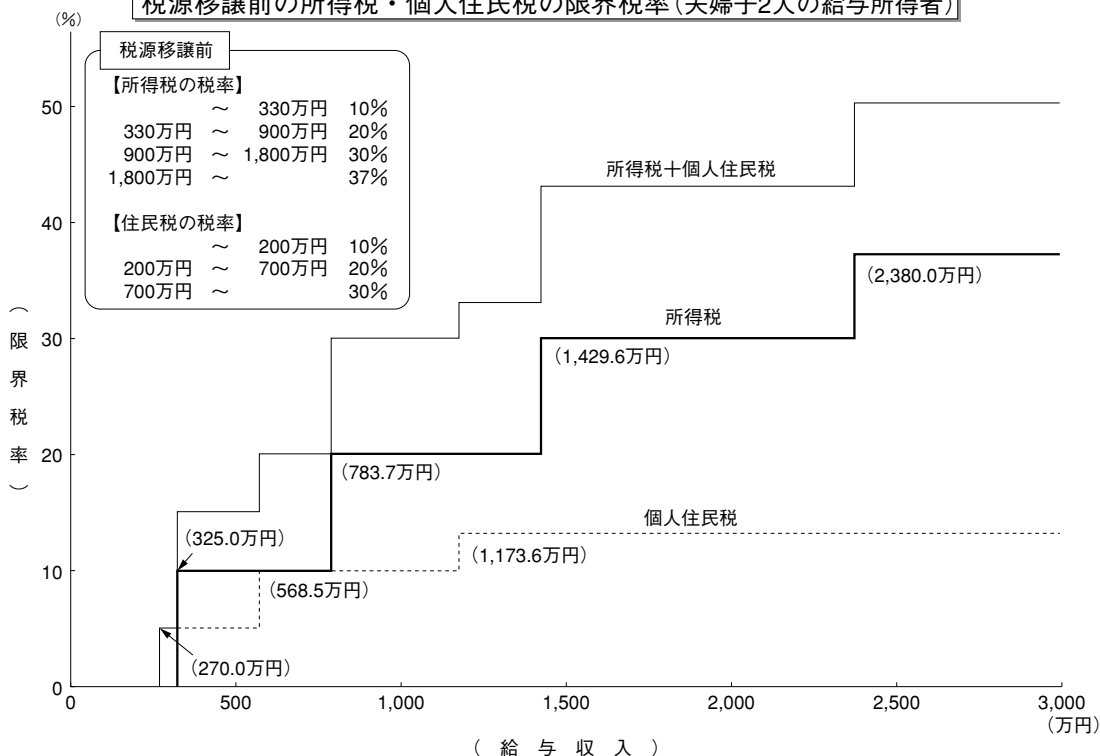 税源移譲前の所得税・個人住民税の限界税率(夫婦子2人の給与所得者)
(%)
税源移譲前
【所得税の税率】
～ 330万円 10%
330万円 ～ 900万円 20%
900万円 ～ 1,800万円 30%
1,800万円 ～ 37%
【住民税の税率】
～ 200万円 10%
200万円 ～ 700万円 20%
700万円 ～ 30%
50
40
30
20
10
0
(限界税率)
所得税＋個人住民税
(2,380.0万円)
所得税
(1,429.6万円)
(783.7万円)
個人住民税
(325.0万円)
(1,173.6万円)
(568.5万円)
(270.0万円)
0 500 1,000 1,500 2,000 2,500 3,000
(万円)
(給与収入)